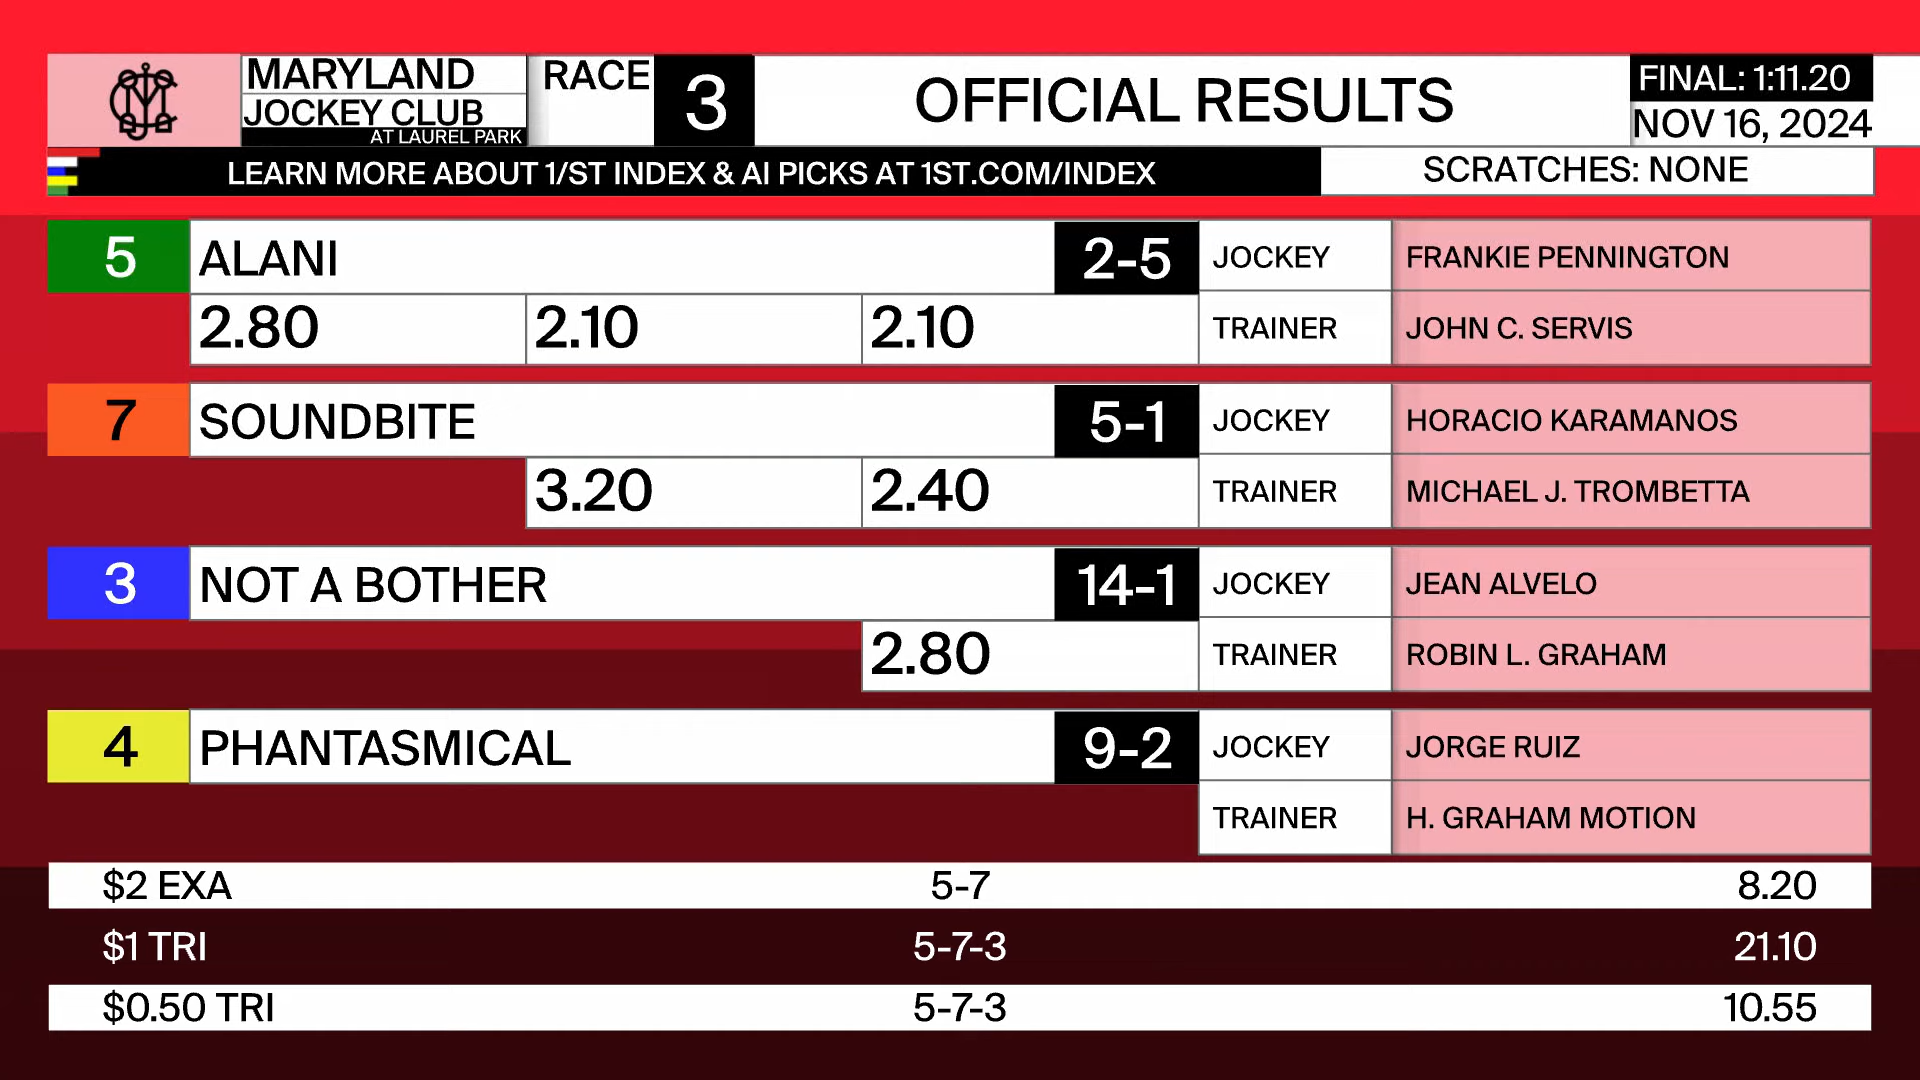 MARYLAND
JOCKEY CLUB
AT LAUREL PARK
RACE 3
OFFICIAL RESULTS
FINAL: 1:11.20
NOV 16, 2024
LEARN MORE ABOUT 1/ST INDEX & AI PICKS AT 1ST.COM/INDEX
SCRATCHES: NONE
5 ALANI 2-5 JOCKEY FRANKIE PENNINGTON
2.80 2.10 2.10 TRAINER JOHN C. SERVIS
7 SOUNDBITE 5-1 JOCKEY HORACIO KARAMANOS
3.20 2.40 TRAINER MICHAEL J. TROMBETTA
3 NOT A BOTHER 14-1 JOCKEY JEAN ALVELO
2.80 TRAINER ROBIN L. GRAHAM
4 PHANTASMICAL 9-2 JOCKEY JORGE RUIZ
TRAINER H. GRAHAM MOTION
$2 EXA 5-7 8.20
$1 TRI 5-7-3 21.10
$0.50 TRI 5-7-3 10.55